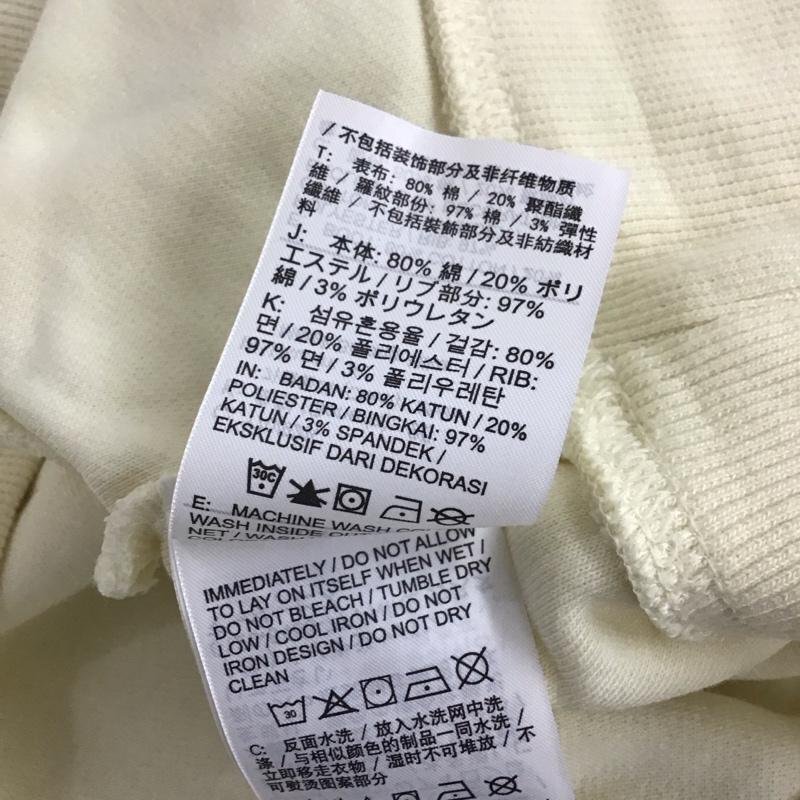 / 不包括装饰部分及非纤维物质
T: 表布: 80% 棉 / 20% 聚酯纖
維 / 羅紋部份: 97% 棉 / 3% 彈性
纖維 / 不包括裝飾部分及非紡織材
料
J: 本体: 80% 綿 / 20% ポリ
エステル / リブ部分: 97%
綿 / 3% ポリウレタン
K: 섬유혼용율 / 겉감: 80%
면 / 20% 폴리에스터 / RIB:
97% 면 / 3% 폴리우레탄
IN: BADAN: 80% KATUN / 20%
POLIESTER / BINGKAI: 97%
KATUN / 3% SPANDEK /
EKSKLUSIF DARI DEKORASI
30C
E: MACHINE WASH
WASH INSIDE
NET / WASH
IMMEDIATELY / DO NOT ALLOW
TO LAY ON ITSELF WHEN WET /
DO NOT BLEACH / TUMBLE DRY
LOW / COOL IRON / DO NOT
IRON DESIGN / DO NOT DRY
CLEAN
30
C: 反面水洗 / 放入水洗网中洗
涤 / 与相似颜色的制品一同水洗 /
立即移走衣物 / 湿时不可堆放 / 不
可熨烫图案部分